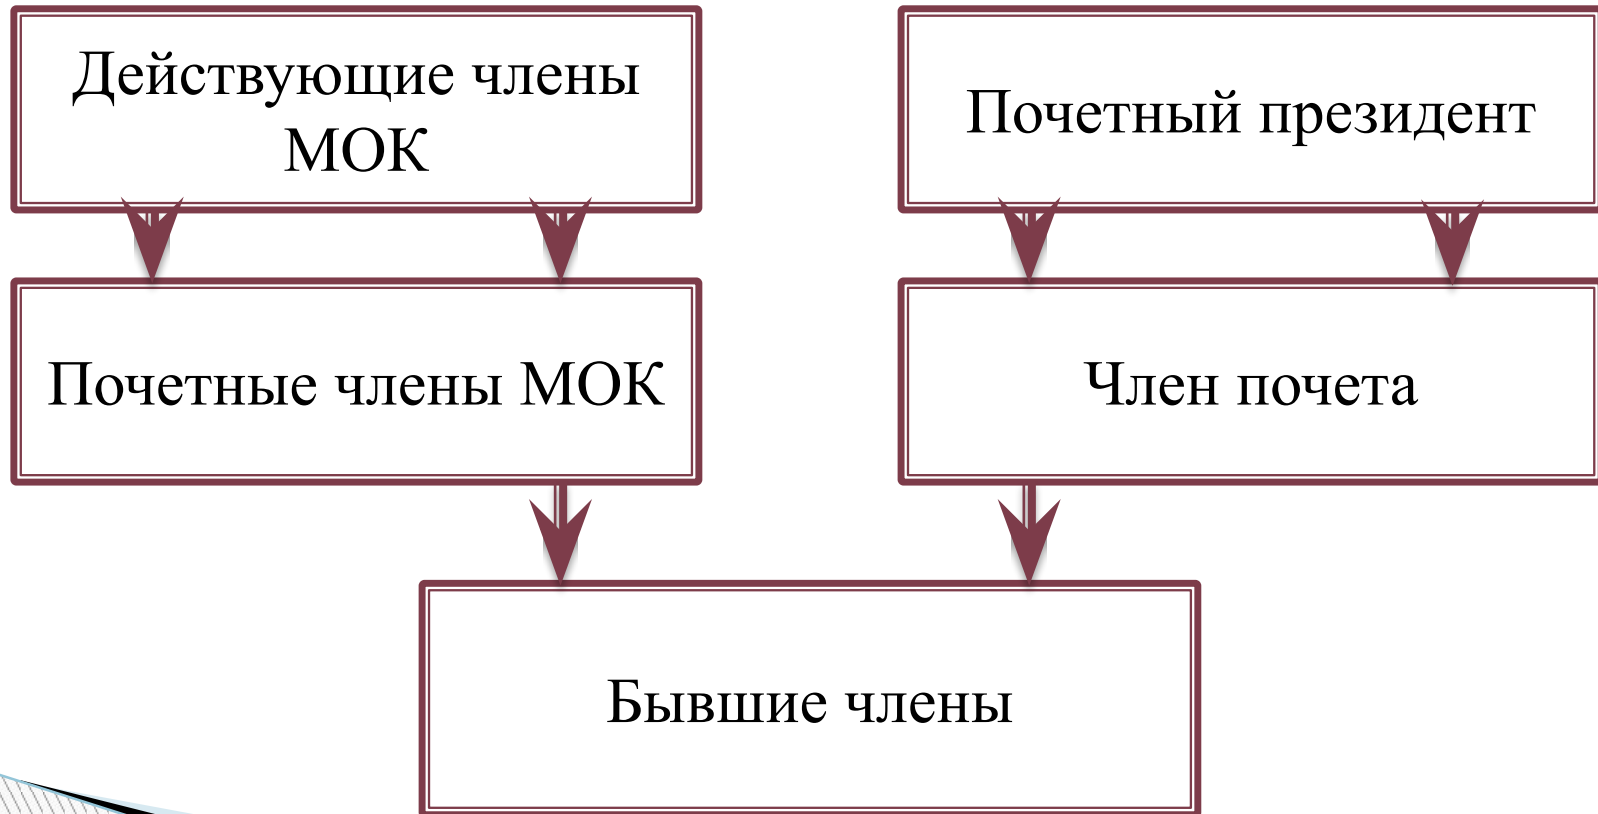 Действующие члены
МОК
Почетный президент
Почетные члены МОК
Член почета
Бывшие члены